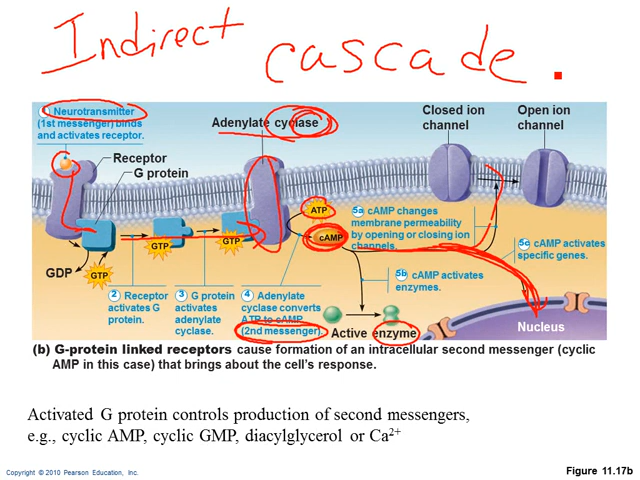 Indirect cascade.
1 Neurotransmitter
(1st messenger) binds
and activates receptor.
Receptor
G protein
Adenylate cyclase
Closed ion
channel
Open ion
channel
GDP
GTP
GTP
GTP
ATP
cAMP
5a cAMP changes
membrane permeability
by opening or closing ion
channels.
5c cAMP activates
specific genes.
5b cAMP activates
enzymes.
2 Receptor
activates G
protein.
3 G protein
activates
adenylate
cyclase.
4 Adenylate
cyclase converts
ATP to cAMP
(2nd messenger).
Active enzyme
Nucleus
(b) G-protein linked receptors cause formation of an intracellular second messenger (cyclic
AMP in this case) that brings about the cell's response.
Activated G protein controls production of second messengers,
e.g., cyclic AMP, cyclic GMP, diacylglycerol or Ca²⁺
Copyright © 2010 Pearson Education, Inc.
Figure 11.17b